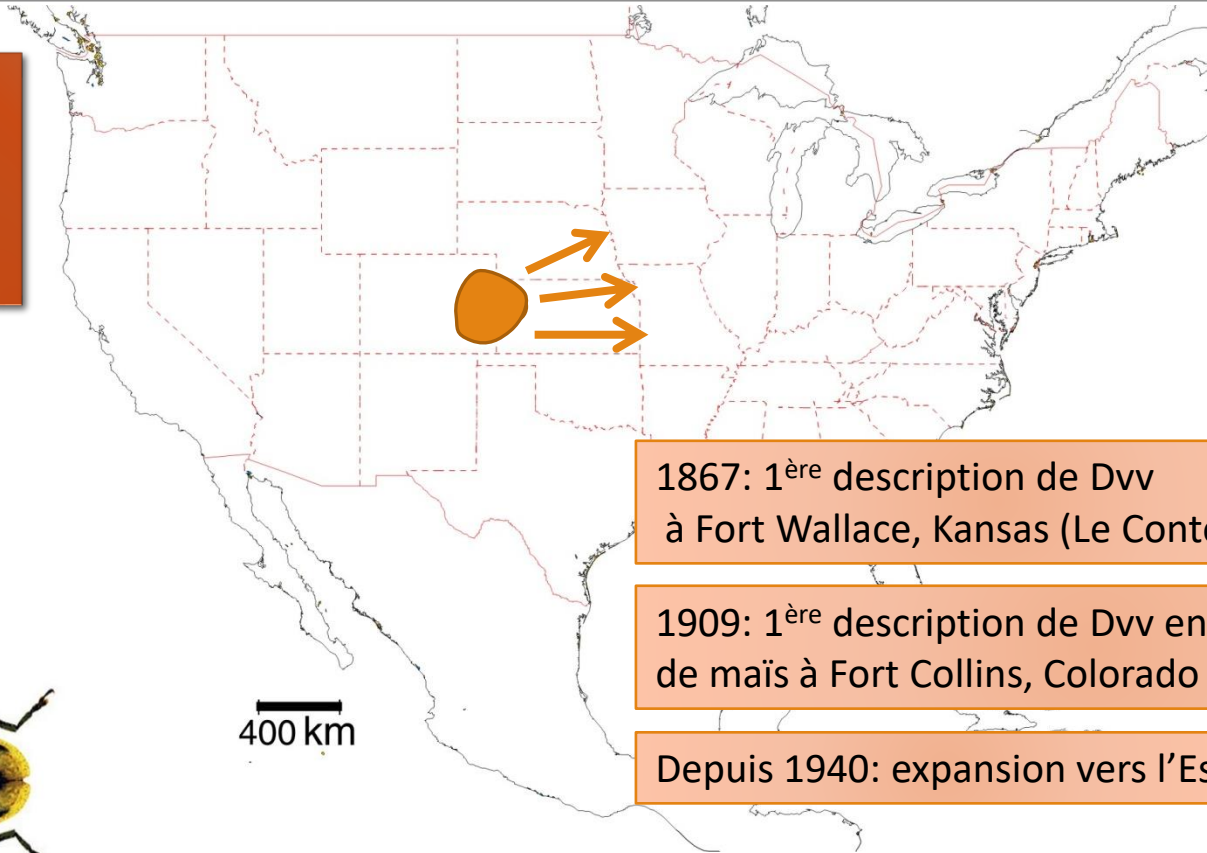 1867: 1ère description de Dvv
à Fort Wallace, Kansas (Le Conte
1909: 1ère description de Dvv en
de maïs à Fort Collins, Colorado
Depuis 1940: expansion vers l’Es
400 km